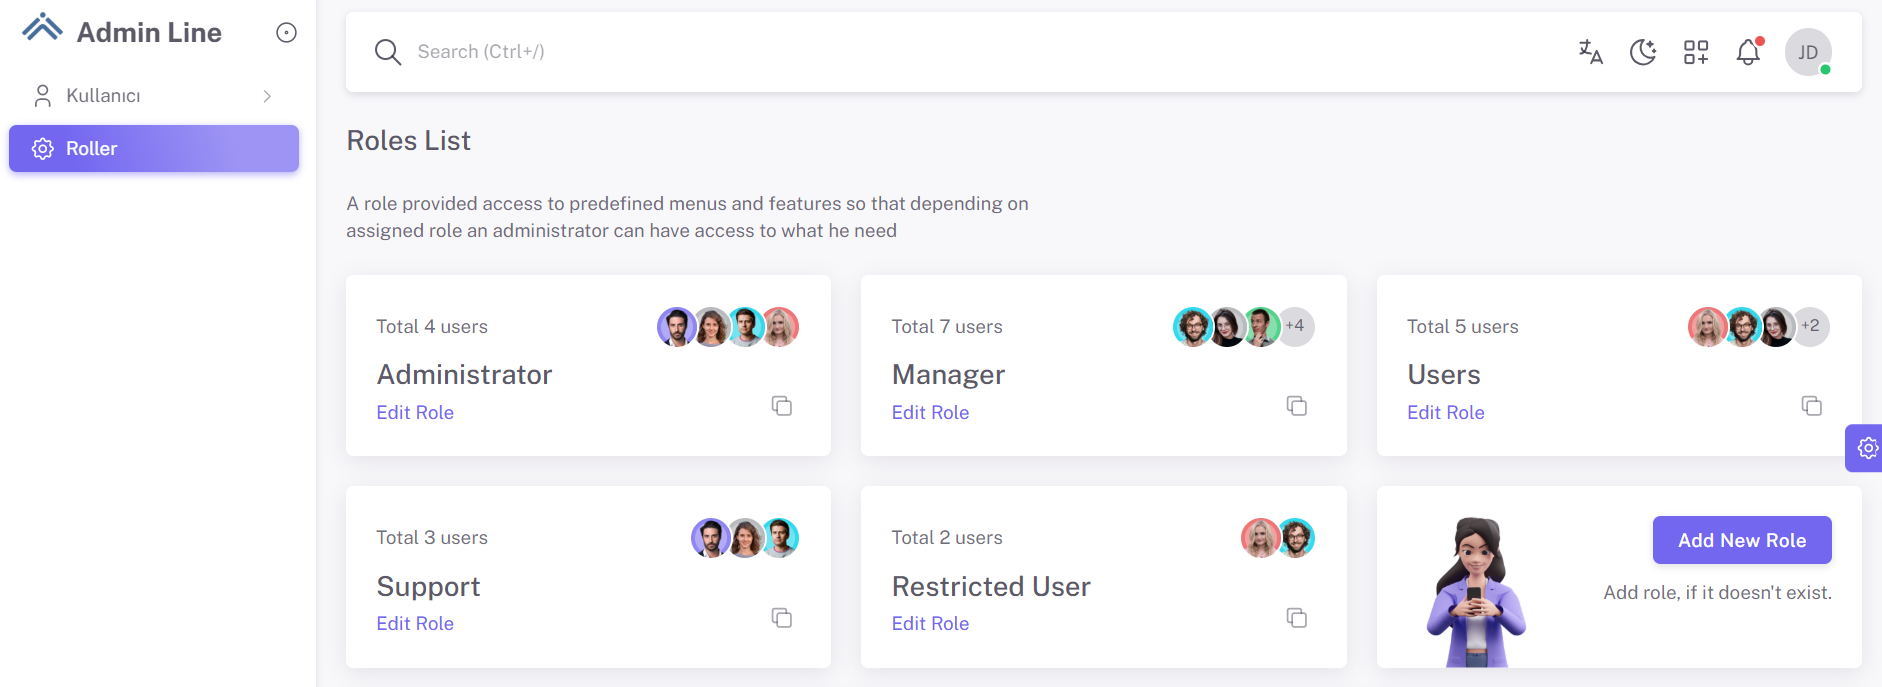 Admin Line
Kullanıcı
Roller
Search (Ctrl+/)
JD
Roles List
A role provided access to predefined menus and features so that depending on
assigned role an administrator can have access to what he need
Total 4 users
Administrator
Edit Role
Total 7 users
+4
Manager
Edit Role
Total 5 users
+2
Users
Edit Role
Total 3 users
Support
Edit Role
Total 2 users
Restricted User
Edit Role
Add New Role
Add role, if it doesn't exist.